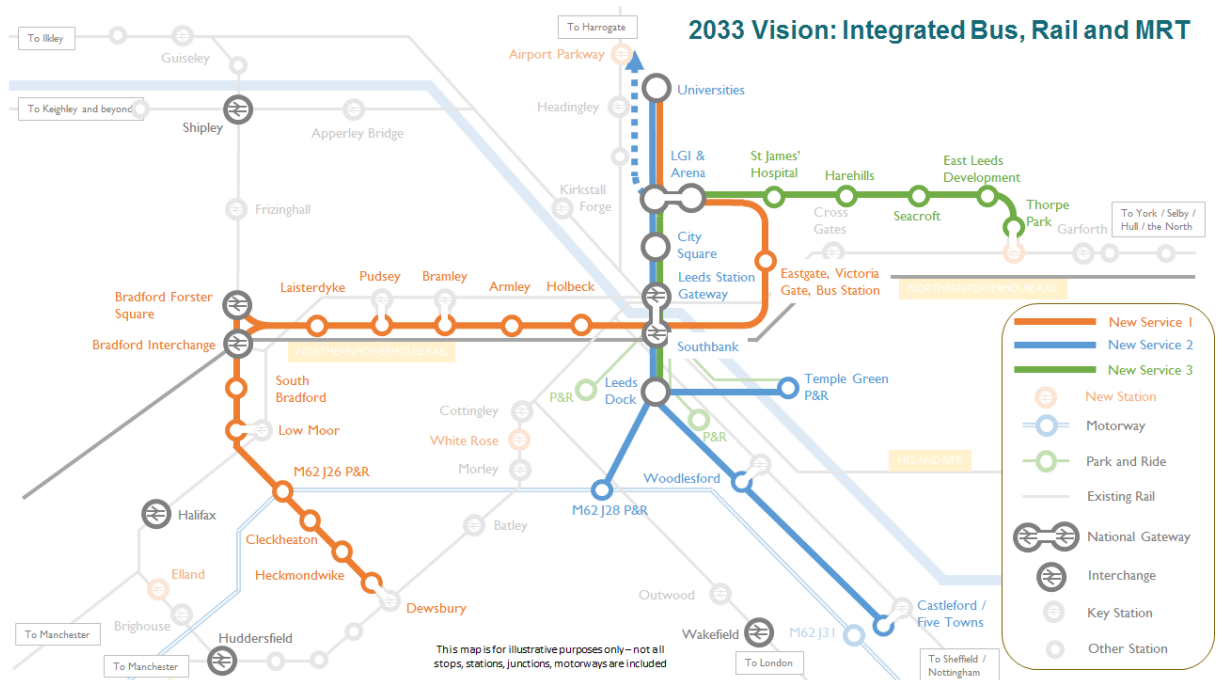 2033 Vision: Integrated Bus, Rail and MRT
To Harrogate
To Ilkley
Guiseley
Airport Parkway
Universities
To Keighley and beyond
Shipley
Apperley Bridge
Headingley
LGI &
Arena
St James'
Hospital
Harehills
East Leeds
Development
Seacroft
Thorpe
Park
Kirkstall
Forge
Frizinghall
Cross
Gates
Garforth
To York / Selby /
Hull / the North
City
Square
Leeds Station
Gateway
Eastgate, Victoria
Gate, Bus Station
NORTHERN POWERHOUSE RAIL
Pudsey
Bramley
Laisterdyke
Armley
Holbeck
Bradford Forster
Square
Bradford Interchange
NORTHERN POWERHOUSE RAIL
Southbank
South
Bradford
Low Moor
Leeds
Dock
Temple Green
P&R
P&R
P&R
Cottingley
White Rose
Morley
HS2 AND NPR
M62 J26 P&R
M62 J28 P&R
Woodlesford
Halifax
Cleckheaton
Heckmondwike
Dewsbury
Batley
Elland
Brighouse
Huddersfield
To Manchester
To Manchester
Outwood
Wakefield
M62 J31
Castleford /
Five Towns
To London
To Sheffield /
Nottingham
This map is for illustrative purposes only – not all
stops, stations, junctions, motorways are included
New Service 1
New Service 2
New Service 3
New Station
Motorway
Park and Ride
Existing Rail
National Gateway
Interchange
Key Station
Other Station